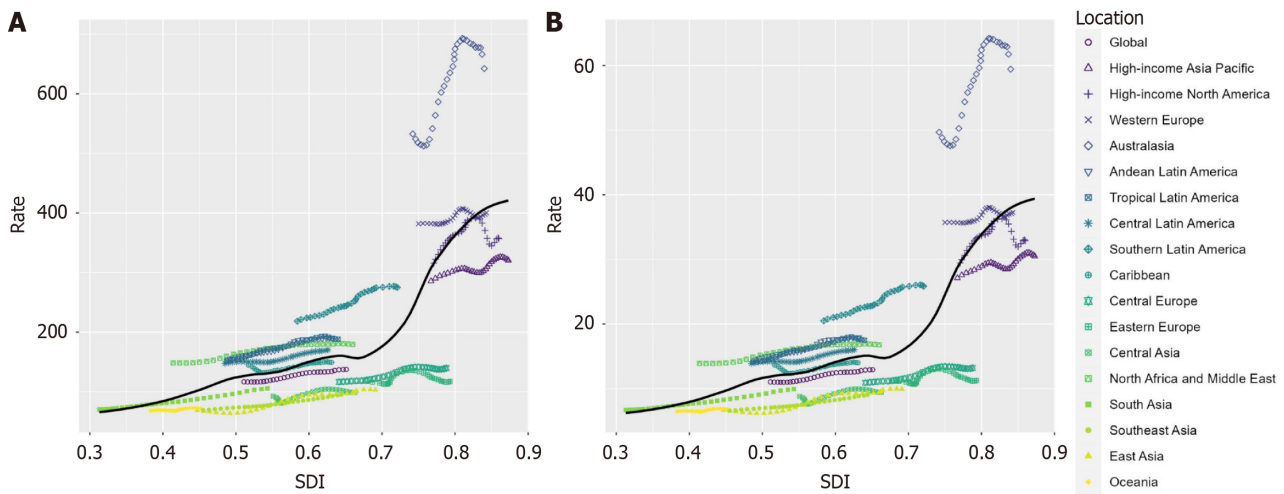 A
B
Location
Global
High-income Asia Pacific
High-income North America
Western Europe
Australasia
Andean Latin America
Tropical Latin America
Central Latin America
Southern Latin America
Caribbean
Central Europe
Eastern Europe
Central Asia
North Africa and Middle East
South Asia
Southeast Asia
East Asia
Oceania
Rate
600
400
200
0.3 0.4 0.5 0.6 0.7 0.8 0.9
SDI
Rate
60
40
20
0.3 0.4 0.5 0.6 0.7 0.8 0.9
SDI